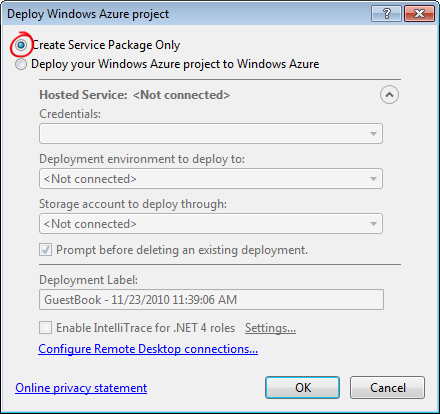 Deploy Windows Azure project
Create Service Package Only
Deploy your Windows Azure project to Windows Azure
Hosted Service: <Not connected>
Credentials:
Deployment environment to deploy to:
<Not connected>
Storage account to deploy through:
<Not connected>
Prompt before deleting an existing deployment.
Deployment Label:
GuestBook - 11/23/2010 11:39:06 AM
Enable IntelliTrace for .NET 4 roles Settings...
Configure Remote Desktop connections...
Online privacy statement OK Cancel